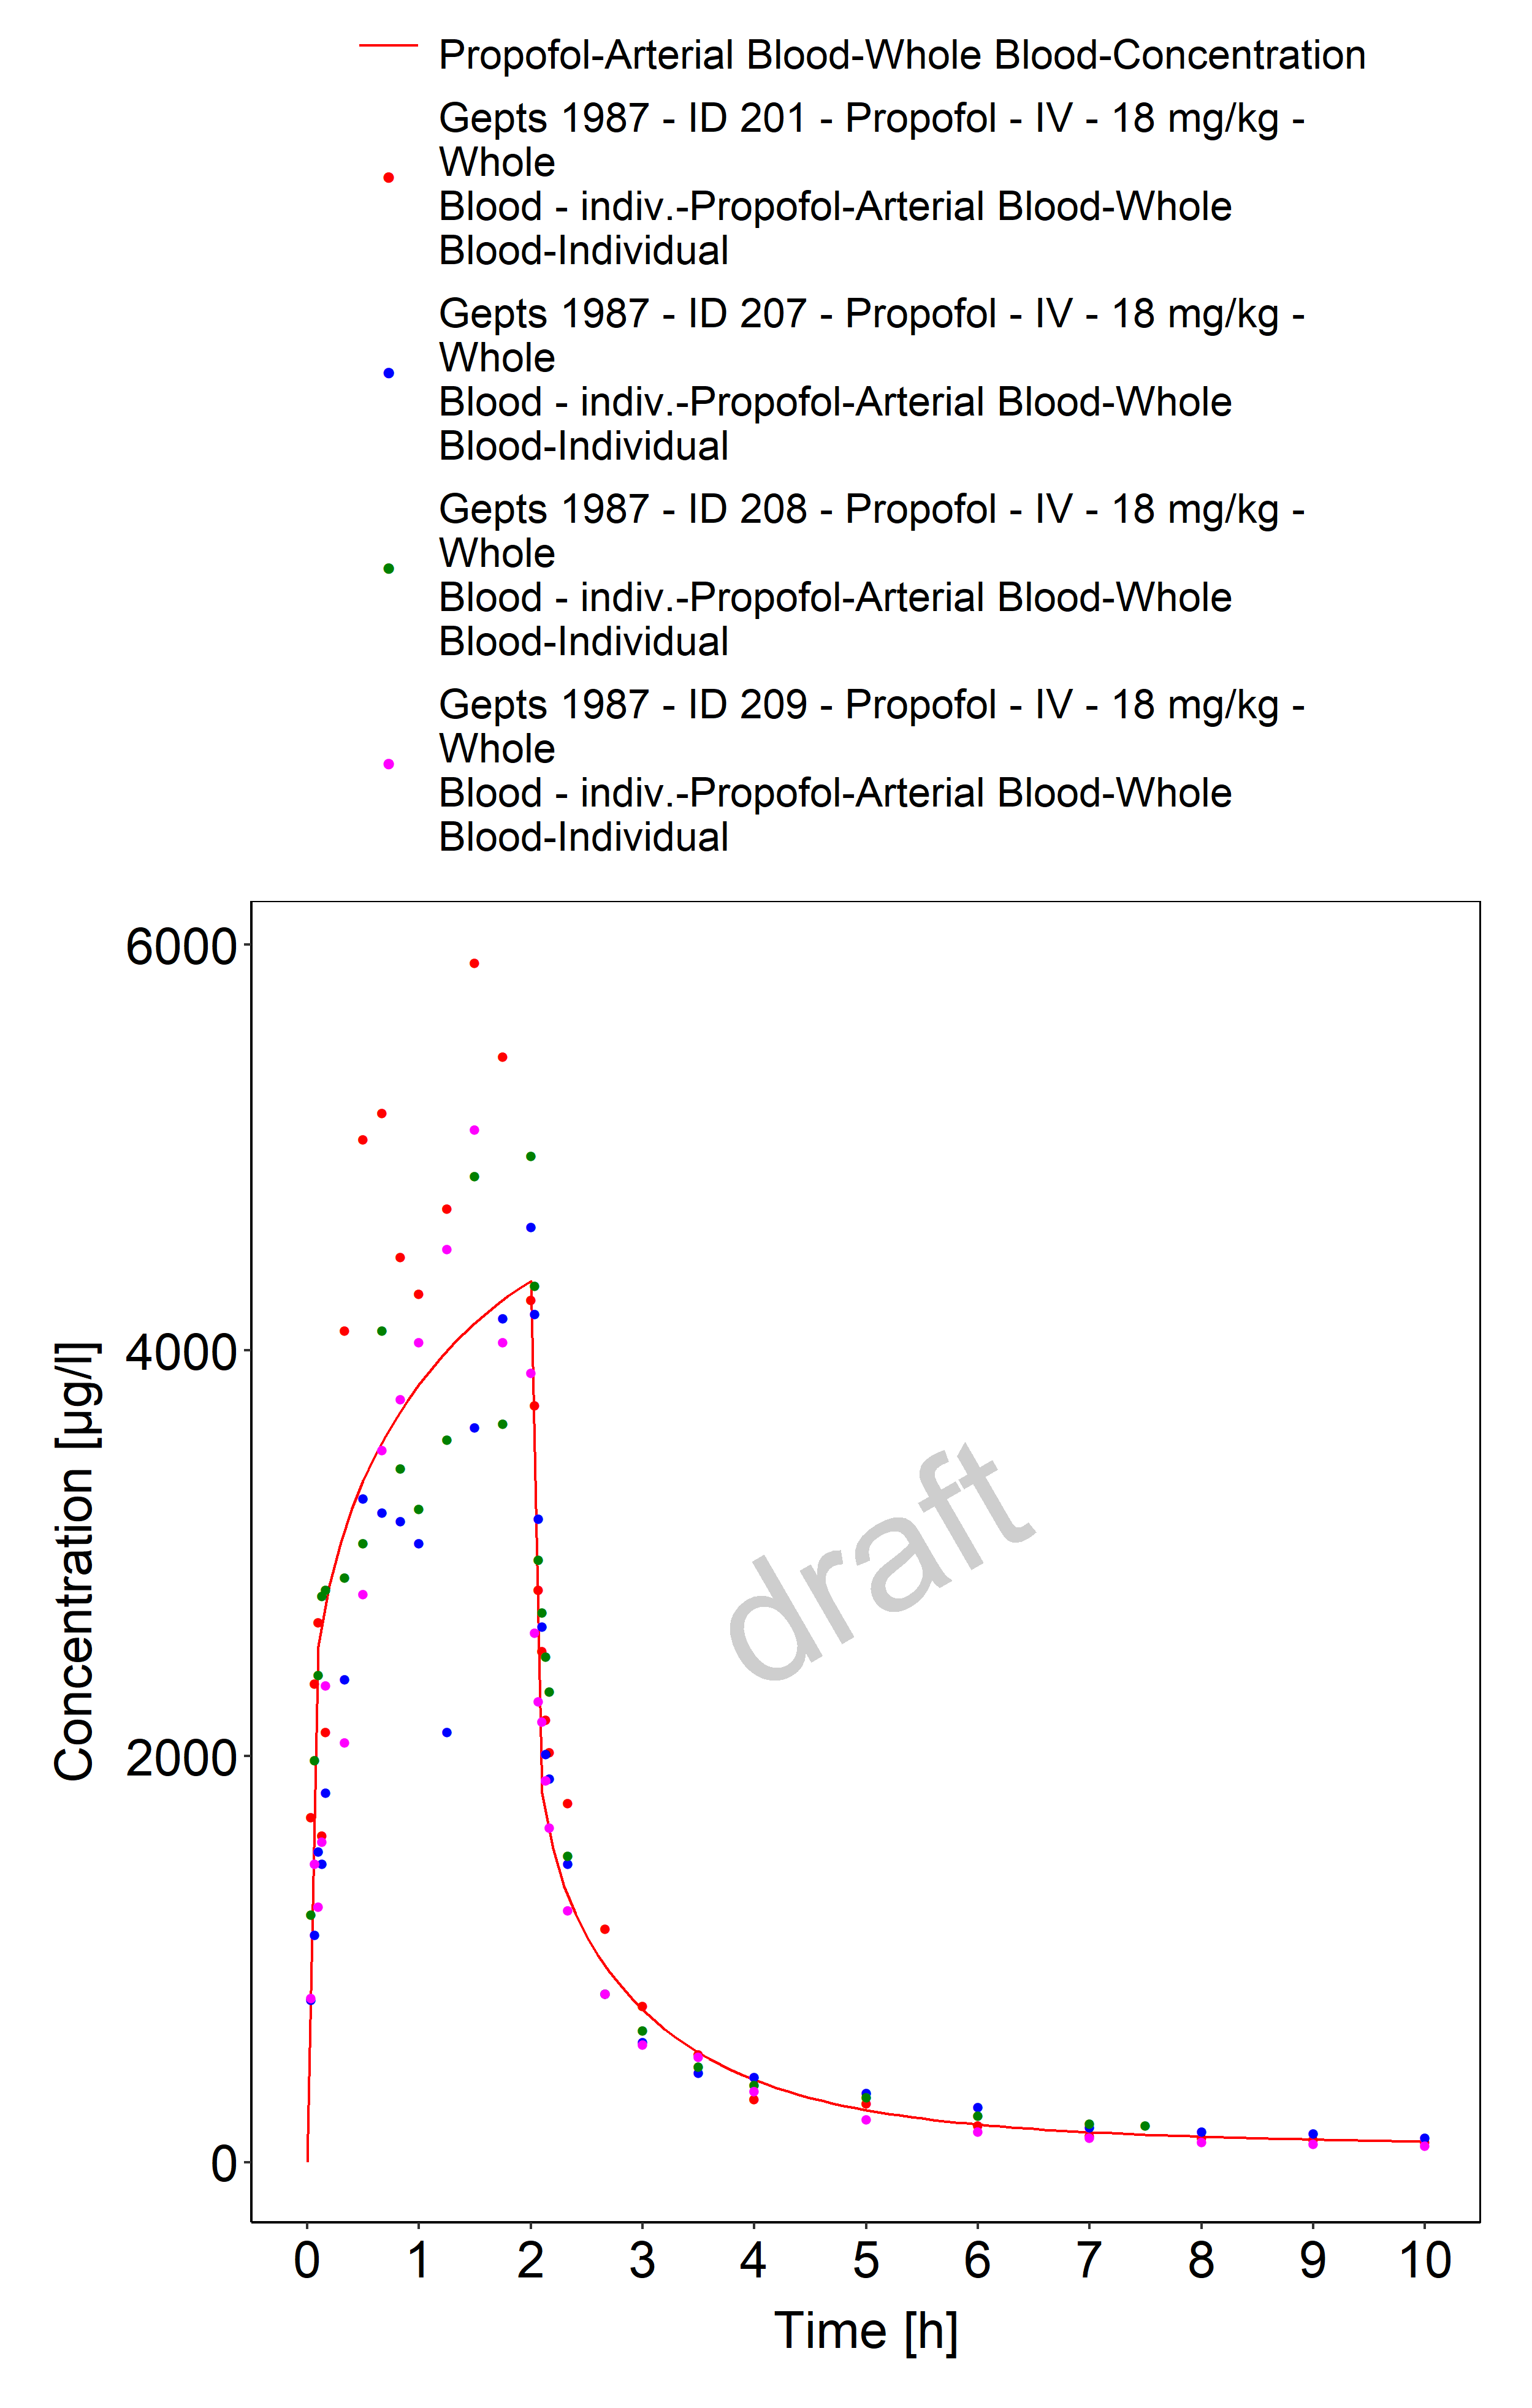 Propofol-Arterial Blood-Whole Blood-Concentration
Gepts 1987 - ID 201 - Propofol - IV - 18 mg/kg -
Whole
Blood - indiv.-Propofol-Arterial Blood-Whole
Blood-Individual
Gepts 1987 - ID 207 - Propofol - IV - 18 mg/kg -
Whole
Blood - indiv.-Propofol-Arterial Blood-Whole
Blood-Individual
Gepts 1987 - ID 208 - Propofol - IV - 18 mg/kg -
Whole
Blood - indiv.-Propofol-Arterial Blood-Whole
Blood-Individual
Gepts 1987 - ID 209 - Propofol - IV - 18 mg/kg -
Whole
Blood - indiv.-Propofol-Arterial Blood-Whole
Blood-Individual
6000
4000
2000
0
Concentration [µg/l]
draft
0 1 2 3 4 5 6 7 8 9 10
Time [h]